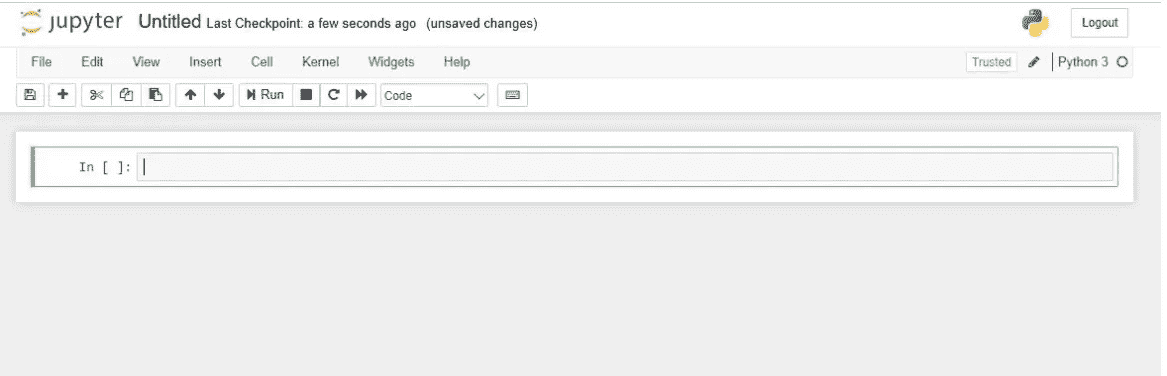 jupyter Untitled Last Checkpoint: a few seconds ago (unsaved changes) Logout
File Edit View Insert Cell Kernel Widgets Help Trusted Python 3
Run Code
In [ ]: